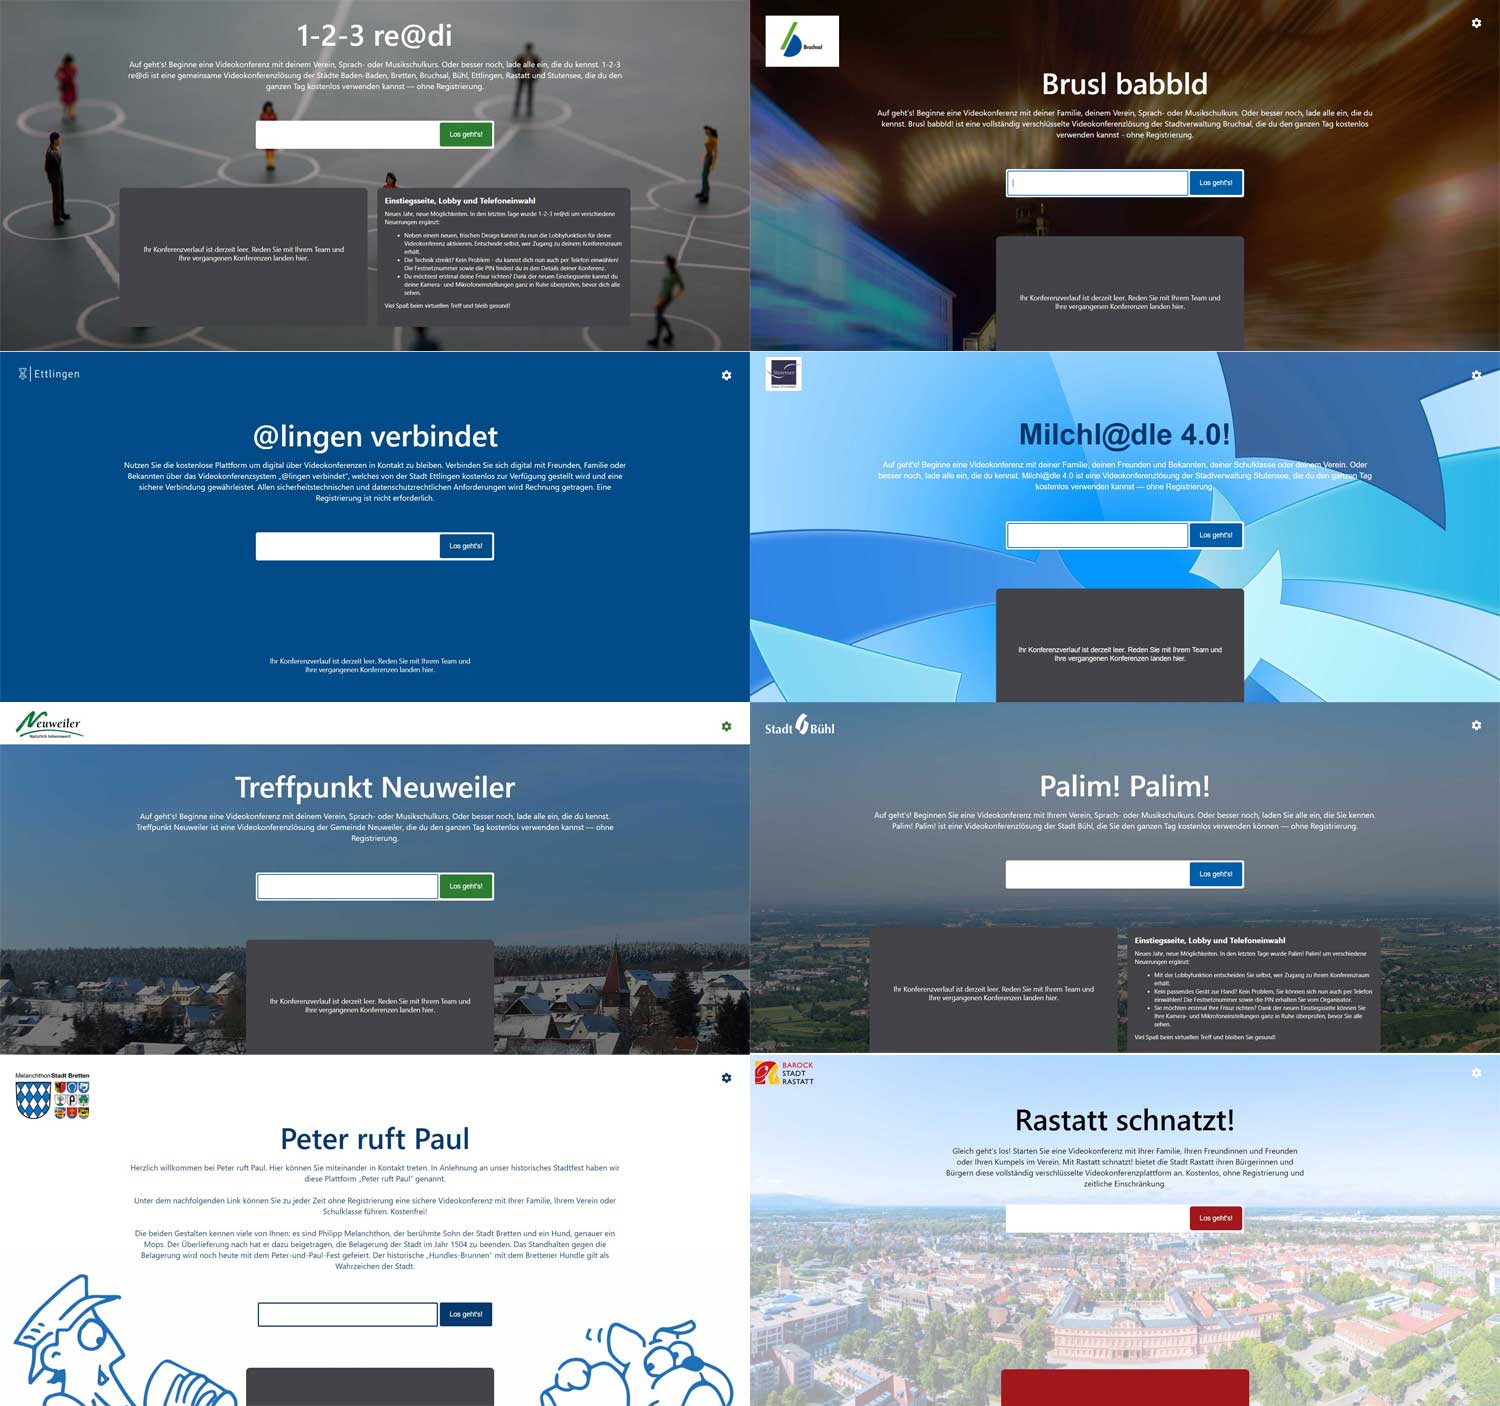 1-2-3 re@di
Auf geht's! Beginne eine Videokonferenz mit deinem Verein, Sprach- oder Musikschulkurs. Oder besser noch, lade alle ein, die du kennst. 1-2-3
re@di ist eine gemeinsame Videokonferenzlösung der Städte Baden-Baden, Bretten, Bruchsal, Bühl, Ettlingen, Rastatt und Stutensee, die du den
ganzen Tag kostenlos verwenden kannst — ohne Registrierung.
Los geht's!
Ihr Konferenzverlauf ist derzeit leer. Reden Sie mit Ihrem Team und
Ihre vergangenen Konferenzen landen hier.
Einstiegsseite, Lobby und Telefoneinwahl
Neues Jahr, neue Möglichkeiten. In den letzten Tage wurde 1-2-3 re@di um verschiedene
Neuerungen ergänzt:
• Neben einem neuen, frischen Design kannst du nun die Lobbyfunktion für deine
Videokonferenz aktivieren. Entscheide selbst, wer Zugang zu deinem Konferenzraum
erhält.
• Die Technik streikt? Kein Problem - du kannst dich nun auch per Telefon einwählen!
Die Festnetznummer sowie die PIN findest du in den Details deiner Konferenz.
• Du möchtest erstmal deine Frisur richten? Dank der neuen Einstiegsseite kannst du
deine Kamera- und Mikrofoneinstellungen ganz in Ruhe überprüfen, bevor dich alle
sehen.
Viel Spaß beim virtuellen Treff und bleib gesund!
Bruchsal
Brusl babbld
Auf geht's! Beginne eine Videokonferenz mit deiner Familie, deinem Verein, Sprach- oder Musikschulkurs. Oder besser noch, lade alle ein, die du
kennst. Brusl babbld! ist eine vollständig verschlüsselte Videokonferenzlösung der Stadtverwaltung Bruchsal, die du den ganzen Tag kostenlos
verwenden kannst - ohne Registrierung.
Los geht's!
Ihr Konferenzverlauf ist derzeit leer. Reden Sie mit Ihrem Team und
Ihre vergangenen Konferenzen landen hier.
Ettlingen
@lingen verbindet
Nutzen Sie die kostenlose Plattform um digital über Videokonferenzen in Kontakt zu bleiben. Verbinden Sie sich digital mit Freunden, Familie oder
Bekannten über das Videokonferenzsystem „@lingen verbindet“, welches von der Stadt Ettlingen kostenlos zur Verfügung gestellt wird und eine
sichere Verbindung gewährleistet. Allen sicherheitstechnischen und datenschutzrechtlichen Anforderungen wird Rechnung getragen. Eine
Registrierung ist nicht erforderlich.
Los geht's!
Ihr Konferenzverlauf ist derzeit leer. Reden Sie mit Ihrem Team und
Ihre vergangenen Konferenzen landen hier.
Stutensee
Milchl@dle 4.0!
Auf geht's! Beginne eine Videokonferenz mit deiner Familie, deinen Freunden und Bekannten, deiner Schulklasse oder deinem Verein. Oder
besser noch, lade alle ein, die du kennst. Milchl@dle 4.0 ist eine Videokonferenzlösung der Stadtverwaltung Stutensee, die du den ganzen Tag
kostenlos verwenden kannst — ohne Registrierung.
Los geht's!
Ihr Konferenzverlauf ist derzeit leer. Reden Sie mit Ihrem Team und
Ihre vergangenen Konferenzen landen hier.
Neuweiler
Natürlich liebenswert
Treffpunkt Neuweiler
Auf geht's! Beginne eine Videokonferenz mit deinem Verein, Sprach- oder Musikschulkurs. Oder besser noch, lade alle ein, die du kennst.
Treffpunkt Neuweiler ist eine Videokonferenzlösung der Gemeinde Neuweiler, die du den ganzen Tag kostenlos verwenden kannst — ohne
Registrierung.
Los geht's!
Ihr Konferenzverlauf ist derzeit leer. Reden Sie mit Ihrem Team und
Ihre vergangenen Konferenzen landen hier.
Stadt Bühl
Palim! Palim!
Auf geht's! Beginnen Sie eine Videokonferenz mit Ihrem Verein, Sprach- oder Musikschulkurs. Oder besser noch, laden Sie alle ein, die Sie kennen.
Palim! Palim! ist eine Videokonferenzlösung der Stadt Bühl, die Sie den ganzen Tag kostenlos verwenden können — ohne Registrierung.
Los geht's!
Ihr Konferenzverlauf ist derzeit leer. Reden Sie mit Ihrem Team und
Ihre vergangenen Konferenzen landen hier.
Einstiegsseite, Lobby und Telefoneinwahl
Neues Jahr, neue Möglichkeiten. In den letzten Tage wurde Palim! Palim! um verschiedene
Neuerungen ergänzt:
• Mit der Lobbyfunktion entscheiden Sie selbst, wer Zugang zu Ihrem Konferenzraum
erhält.
• Kein passendes Gerät zur Hand? Kein Problem, Sie können sich nun auch per Telefon
einwählen! Die Festnetznummer sowie die PIN erhalten Sie vom Organisator.
• Sie möchten erstmal Ihre Frisur richten? Dank der neuen Einstiegsseite können Sie
Ihre Kamera- und Mikrofoneinstellungen ganz in Ruhe überprüfen, bevor Sie alle
sehen.
Viel Spaß beim virtuellen Treff und bleiben Sie gesund!
MelanchthonStadt Bretten
Peter ruft Paul
Herzlich willkommen bei Peter ruft Paul. Hier können Sie miteinander in Kontakt treten. In Anlehnung an unser historisches Stadtfest haben wir
diese Plattform „Peter ruft Paul“ genannt.
Unter dem nachfolgenden Link können Sie zu jeder Zeit ohne Registrierung eine sichere Videokonferenz mit Ihrer Familie, Ihrem Verein oder
Schulklasse führen. Kostenfrei!
Die beiden Gestalten kennen viele von Ihnen: es sind Philipp Melanchthon, der berühmte Sohn der Stadt Bretten und ein Hund, genauer ein
Mops. Der Überlieferung nach hat er dazu beigetragen, die Belagerung der Stadt im Jahr 1504 zu beenden. Das Standhalten gegen die
Belagerung wird noch heute mit dem Peter-und-Paul-Fest gefeiert. Der historische „Hundles-Brunnen“ mit dem Brettener Hundle gilt als
Wahrzeichen der Stadt.
Los geht's!
BAROCK
STADT
RASTATT
Rastatt schnatzt!
Gleich geht's los! Starten Sie eine Videokonferenz mit Ihrer Familie, Ihren Freundinnen und Freunden
oder Ihren Kumpels im Verein. Mit Rastatt schnatzt! bietet die Stadt Rastatt ihren Bürgerinnen und
Bürgern diese vollständig verschlüsselte Videokonferenzplattform an. Kostenlos, ohne Registrierung und
zeitliche Einschränkung.
Los geht's!